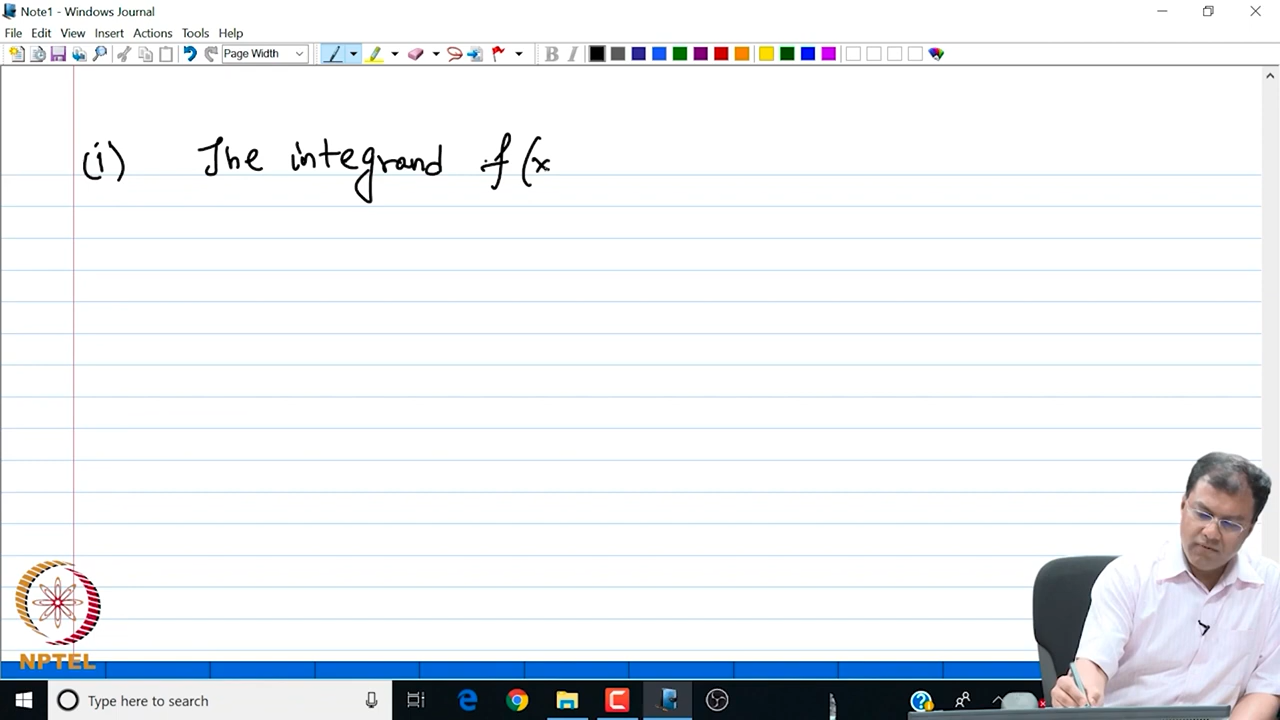 Note1 - Windows Journal
File Edit View Insert Actions Tools Help
Page Width B I
(i) The integrand f(x
NPTEL
Type here to search